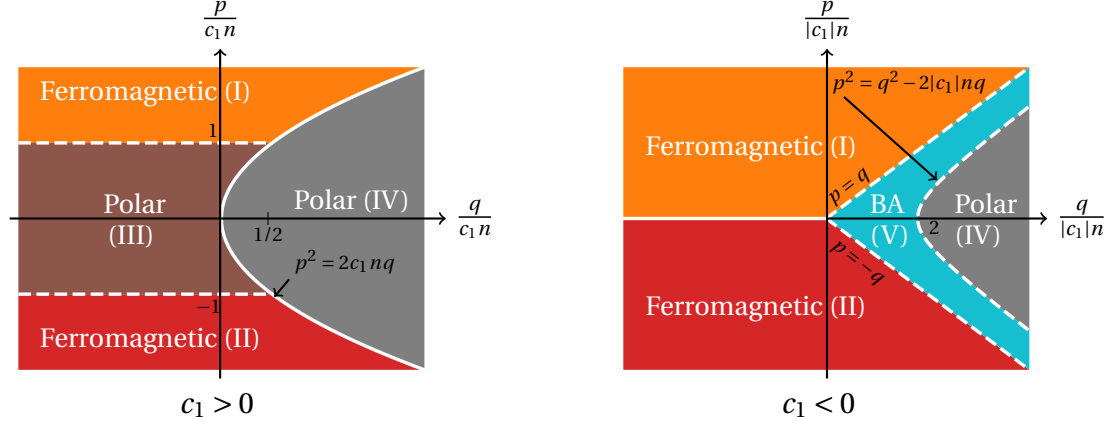 p/(c₁n)
Ferromagnetic (I)
1
Polar
(III)
Polar (IV)
1/2
q/(c₁n)
p² = 2c₁nq
−1
Ferromagnetic (II)
c₁ > 0
p/(|c₁|n)
p² = q² − 2|c₁|nq
Ferromagnetic (I)
p = q
BA
(V)
2
Polar
(IV)
q/(|c₁|n)
p = −q
Ferromagnetic (II)
c₁ < 0